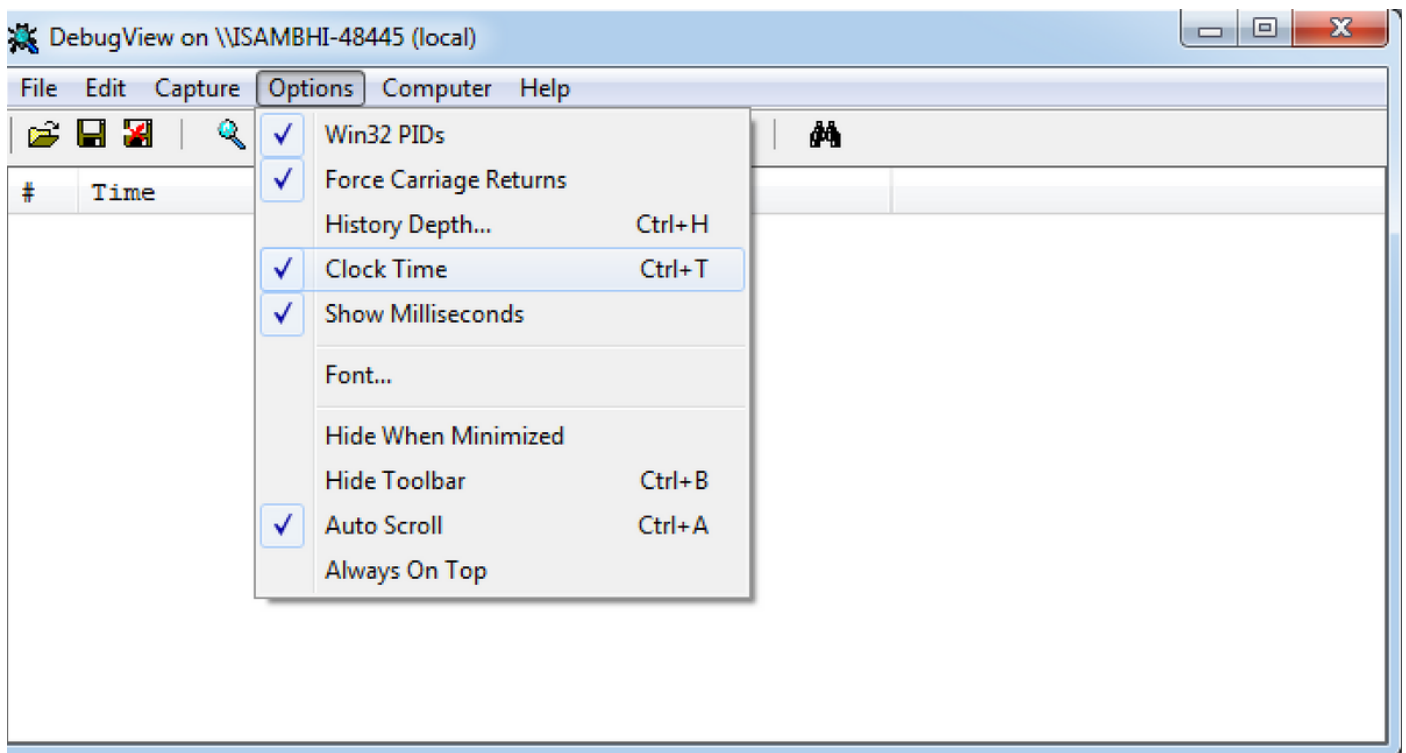 DebugView on \\ISAMBHI-48445 (local)
File Edit Capture Options Computer Help
# Time
Win32 PIDs
Force Carriage Returns
History Depth... Ctrl+H
Clock Time Ctrl+T
Show Milliseconds
Font...
Hide When Minimized
Hide Toolbar Ctrl+B
Auto Scroll Ctrl+A
Always On Top